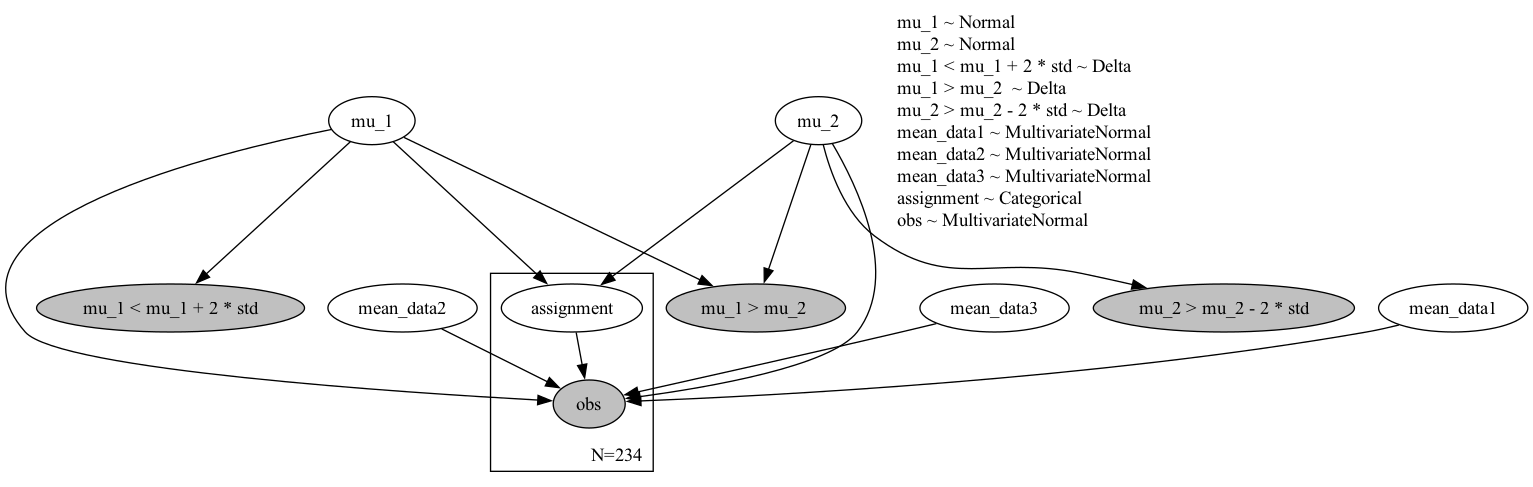 mu_1 ~ Normal
mu_2 ~ Normal
mu_1 < mu_1 + 2 * std ~ Delta
mu_1 > mu_2  ~ Delta
mu_2 > mu_2 - 2 * std ~ Delta
mean_data1 ~ MultivariateNormal
mean_data2 ~ MultivariateNormal
mean_data3 ~ MultivariateNormal
assignment ~ Categorical
obs ~ MultivariateNormal
mu_1
mu_2
mu_1 < mu_1 + 2 * std
mean_data2
assignment
mu_1 > mu_2
mean_data3
mu_2 > mu_2 - 2 * std
mean_data1
obs
N=234